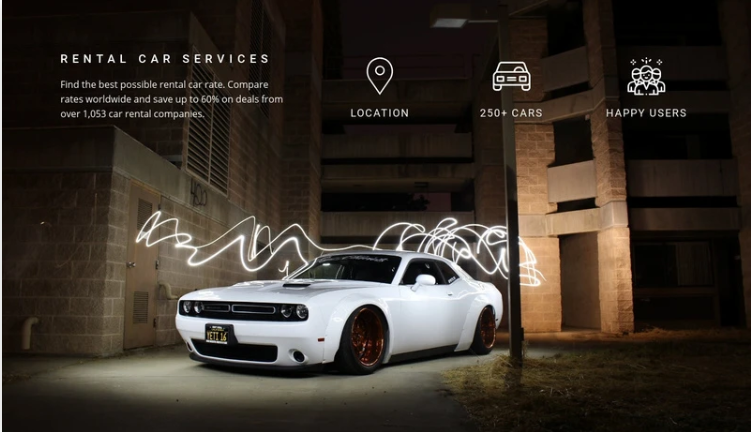 RENTAL CAR SERVICES
Find the best possible rental car rate. Compare
rates worldwide and save up to 60% on deals from
over 1,053 car rental companies.
LOCATION
250+ CARS
HAPPY USERS